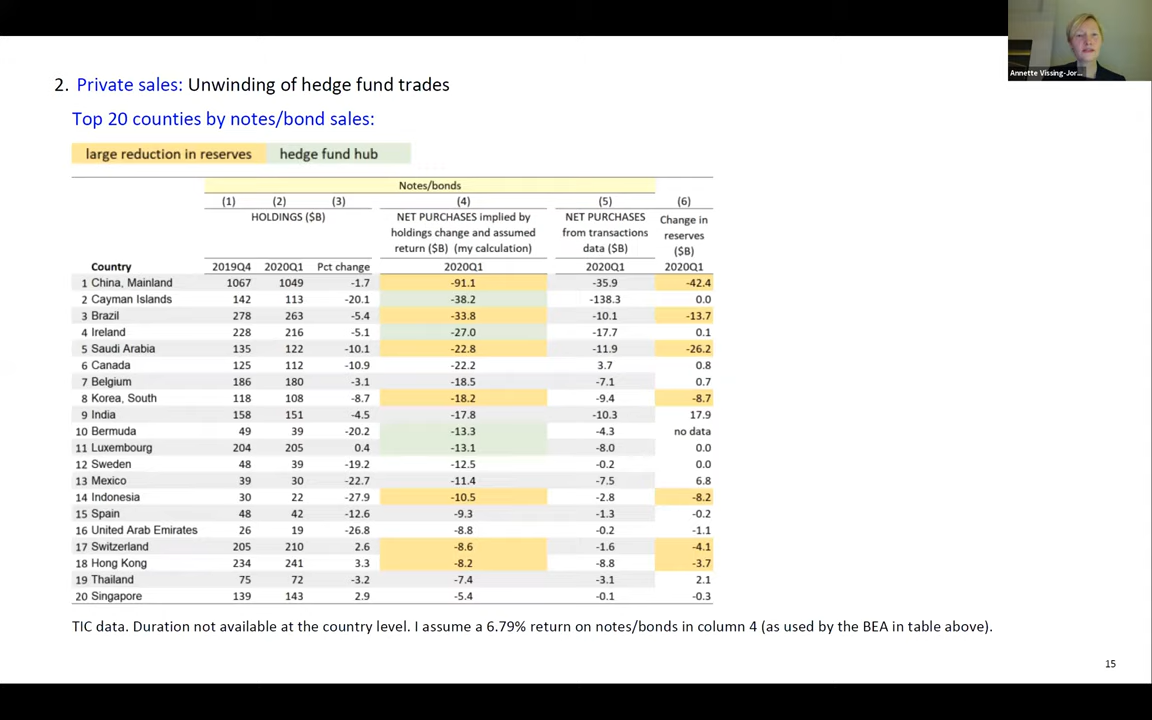 Annette Vissing-Jor...
2. Private sales: Unwinding of hedge fund trades
Top 20 counties by notes/bond sales:
large reduction in reserves hedge fund hub
Notes/bonds
(1) (2) (3) (4) (5) (6)
HOLDINGS ($B) NET PURCHASES implied by NET PURCHASES Change in
holdings change and assumed from transactions reserves
return ($B) (my calculation) data ($B) ($B)
Country 2019Q4 2020Q1 Pct change 2020Q1 2020Q1 2020Q1
1 China, Mainland 1067 1049 -1.7 -91.1 -35.9 -42.4
2 Cayman Islands 142 113 -20.1 -38.2 -138.3 0.0
3 Brazil 278 263 -5.4 -33.8 -10.1 -13.7
4 Ireland 228 216 -5.1 -27.0 -17.7 0.1
5 Saudi Arabia 135 122 -10.1 -22.8 -11.9 -26.2
6 Canada 125 112 -10.9 -22.2 3.7 0.8
7 Belgium 186 180 -3.1 -18.5 -7.1 0.7
8 Korea, South 118 108 -8.7 -18.2 -9.4 -8.7
9 India 158 151 -4.5 -17.8 -10.3 17.9
10 Bermuda 49 39 -20.2 -13.3 -4.3 no data
11 Luxembourg 204 205 0.4 -13.1 -8.0 0.0
12 Sweden 48 39 -19.2 -12.5 -0.2 0.0
13 Mexico 39 30 -22.7 -11.4 -7.5 6.8
14 Indonesia 30 22 -27.9 -10.5 -2.8 -8.2
15 Spain 48 42 -12.6 -9.3 -1.3 -0.2
16 United Arab Emirates 26 19 -26.8 -8.8 -0.2 -1.1
17 Switzerland 205 210 2.6 -8.6 -1.6 -4.1
18 Hong Kong 234 241 3.3 -8.2 -8.8 -3.7
19 Thailand 75 72 -3.2 -7.4 -3.1 2.1
20 Singapore 139 143 2.9 -5.4 -0.1 -0.3
TIC data. Duration not available at the country level. I assume a 6.79% return on notes/bonds in column 4 (as used by the BEA in table above).
15